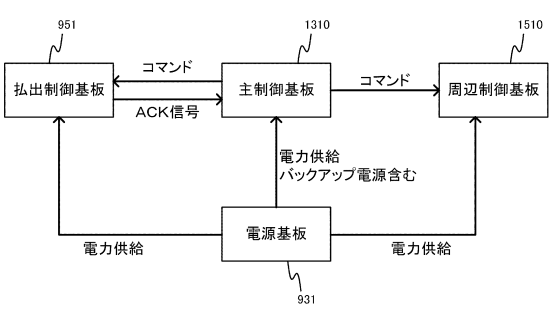 951
1310
1510
コマンド
コマンド
払出制御基板
主制御基板
周辺制御基板
ACK信号
電力供給
バックアップ電源含む
電源基板
電力供給
電力供給
931